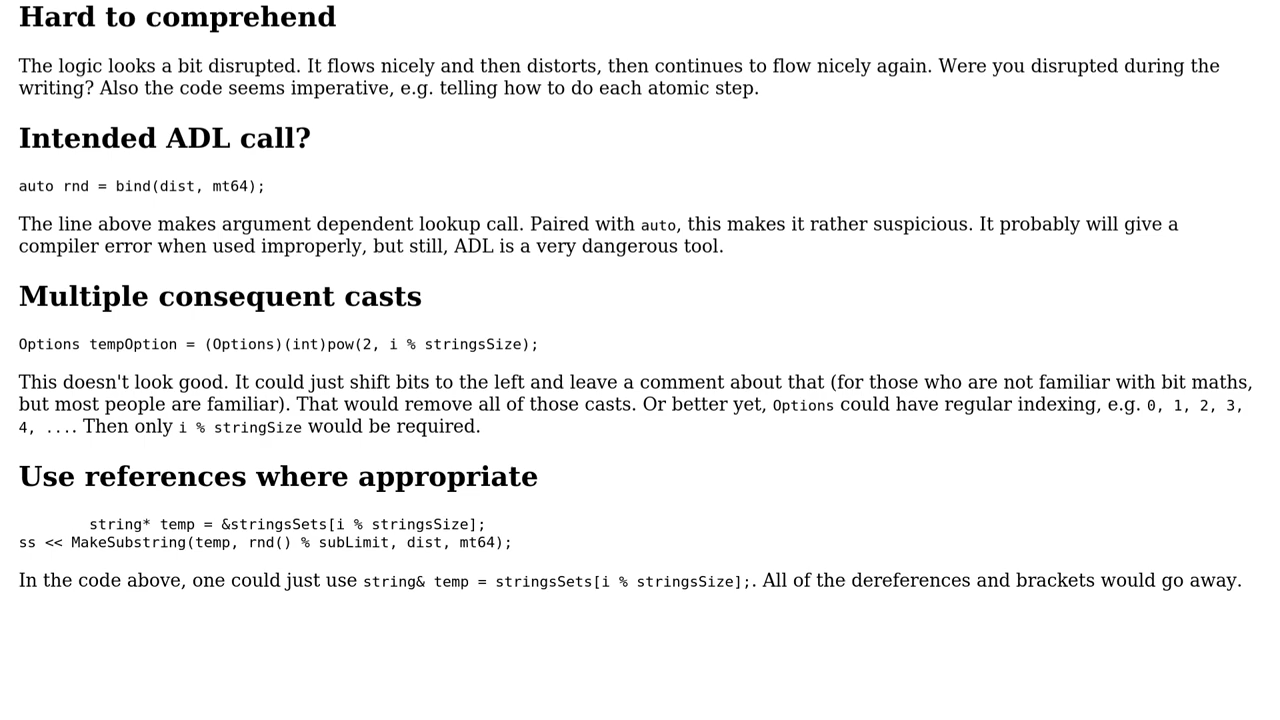 Hard to comprehend
The logic looks a bit disrupted. It flows nicely and then distorts, then continues to flow nicely again. Were you disrupted during the
writing? Also the code seems imperative, e.g. telling how to do each atomic step.
Intended ADL call?
auto rnd = bind(dist, mt64);
The line above makes argument dependent lookup call. Paired with auto, this makes it rather suspicious. It probably will give a
compiler error when used improperly, but still, ADL is a very dangerous tool.
Multiple consequent casts
Options tempOption = (Options)(int)pow(2, i % stringsSize);
This doesn't look good. It could just shift bits to the left and leave a comment about that (for those who are not familiar with bit maths,
but most people are familiar). That would remove all of those casts. Or better yet, Options could have regular indexing, e.g. 0, 1, 2, 3,
4, .... Then only i % stringSize would be required.
Use references where appropriate
        string* temp = &stringsSets[i % stringsSize];
ss << MakeSubstring(temp, rnd() % subLimit, dist, mt64);
In the code above, one could just use string& temp = stringsSets[i % stringsSize];. All of the dereferences and brackets would go away.